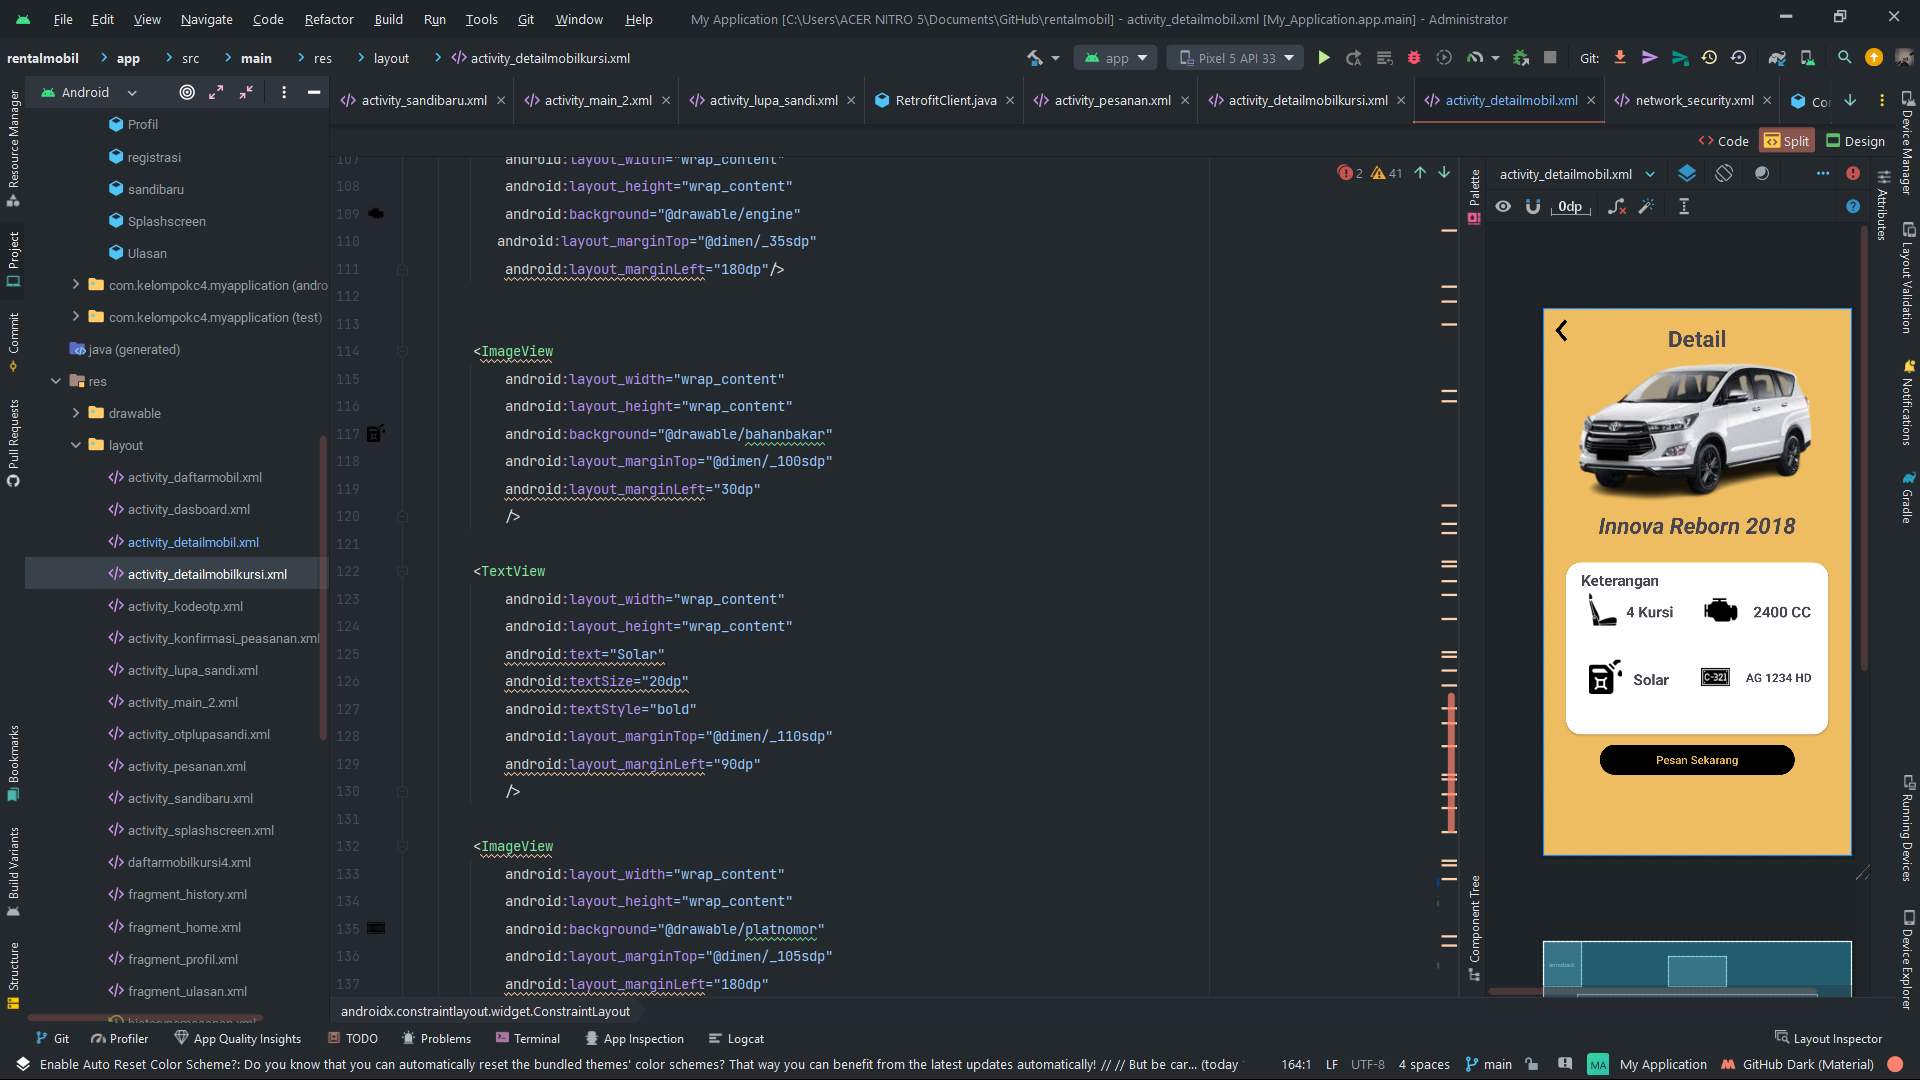 File Edit View Navigate Code Refactor Build Run Tools Git Window Help My Application [C:\Users\ACER NITRO 5\Documents\GitHub\rentalmobil] - activity_detailmobil.xml [My_Application.app.main] - Administrator
rentalmobil app src main res layout activity_detailmobilkursi.xml app Pixel 5 API 33 Git:
Android
activity_sandibaru.xml activity_main_2.xml activity_lupa_sandi.xml RetrofitClient.java activity_pesanan.xml activity_detailmobilkursi.xml activity_detailmobil.xml network_security.xml Co
Code Split Design
Resource Manager
Project
Commit
Pull Requests
Bookmarks
Build Variants
Structure
Profil
registrasi
sandibaru
Splashscreen
Ulasan
com.kelompokc4.myapplication (andro
com.kelompokc4.myapplication (test)
java (generated)
res
drawable
layout
activity_daftarmobil.xml
activity_dasboard.xml
activity_detailmobil.xml
activity_detailmobilkursi.xml
activity_kodeotp.xml
activity_konfirmasi_peasanan.xml
activity_lupa_sandi.xml
activity_main_2.xml
activity_otplupasandi.xml
activity_pesanan.xml
activity_sandibaru.xml
activity_splashscreen.xml
daftarmobilkursi4.xml
fragment_history.xml
fragment_home.xml
fragment_profil.xml
fragment_ulasan.xml
2 41
107 android:layout_width="wrap_content"
108 android:layout_height="wrap_content"
109 android:background="@drawable/engine"
110 android:layout_marginTop="@dimen/_35sdp"
111 android:layout_marginLeft="180dp"/>
112
113
114 <ImageView
115 android:layout_width="wrap_content"
116 android:layout_height="wrap_content"
117 android:background="@drawable/bahanbakar"
118 android:layout_marginTop="@dimen/_100sdp"
119 android:layout_marginLeft="30dp"
120 />
121
122 <TextView
123 android:layout_width="wrap_content"
124 android:layout_height="wrap_content"
125 android:text="Solar"
126 android:textSize="20dp"
127 android:textStyle="bold"
128 android:layout_marginTop="@dimen/_110sdp"
129 android:layout_marginLeft="90dp"
130 />
131
132 <ImageView
133 android:layout_width="wrap_content"
134 android:layout_height="wrap_content"
135 android:background="@drawable/platnomor"
136 android:layout_marginTop="@dimen/_105sdp"
137 android:layout_marginLeft="180dp"
androidx.constraintlayout.widget.ConstraintLayout
Palette
Component Tree
activity_detailmobil.xml
0dp
Detail
Innova Reborn 2018
Keterangan
4 Kursi 2400 CC
Solar C-321 AG 1234 HD
Pesan Sekarang
Attributes
Device Manager
Layout Validation
Notifications
Gradle
Running Devices
Device Explorer
Git Profiler App Quality Insights TODO Problems Terminal App Inspection Logcat Layout Inspector
Enable Auto Reset Color Scheme?: Do you know that you can automatically reset the bundled themes' color schemes? That way you can benefit from the latest updates automatically! // // But be car... (today 164:1 LF UTF-8 4 spaces main MA My Application GitHub Dark (Material)